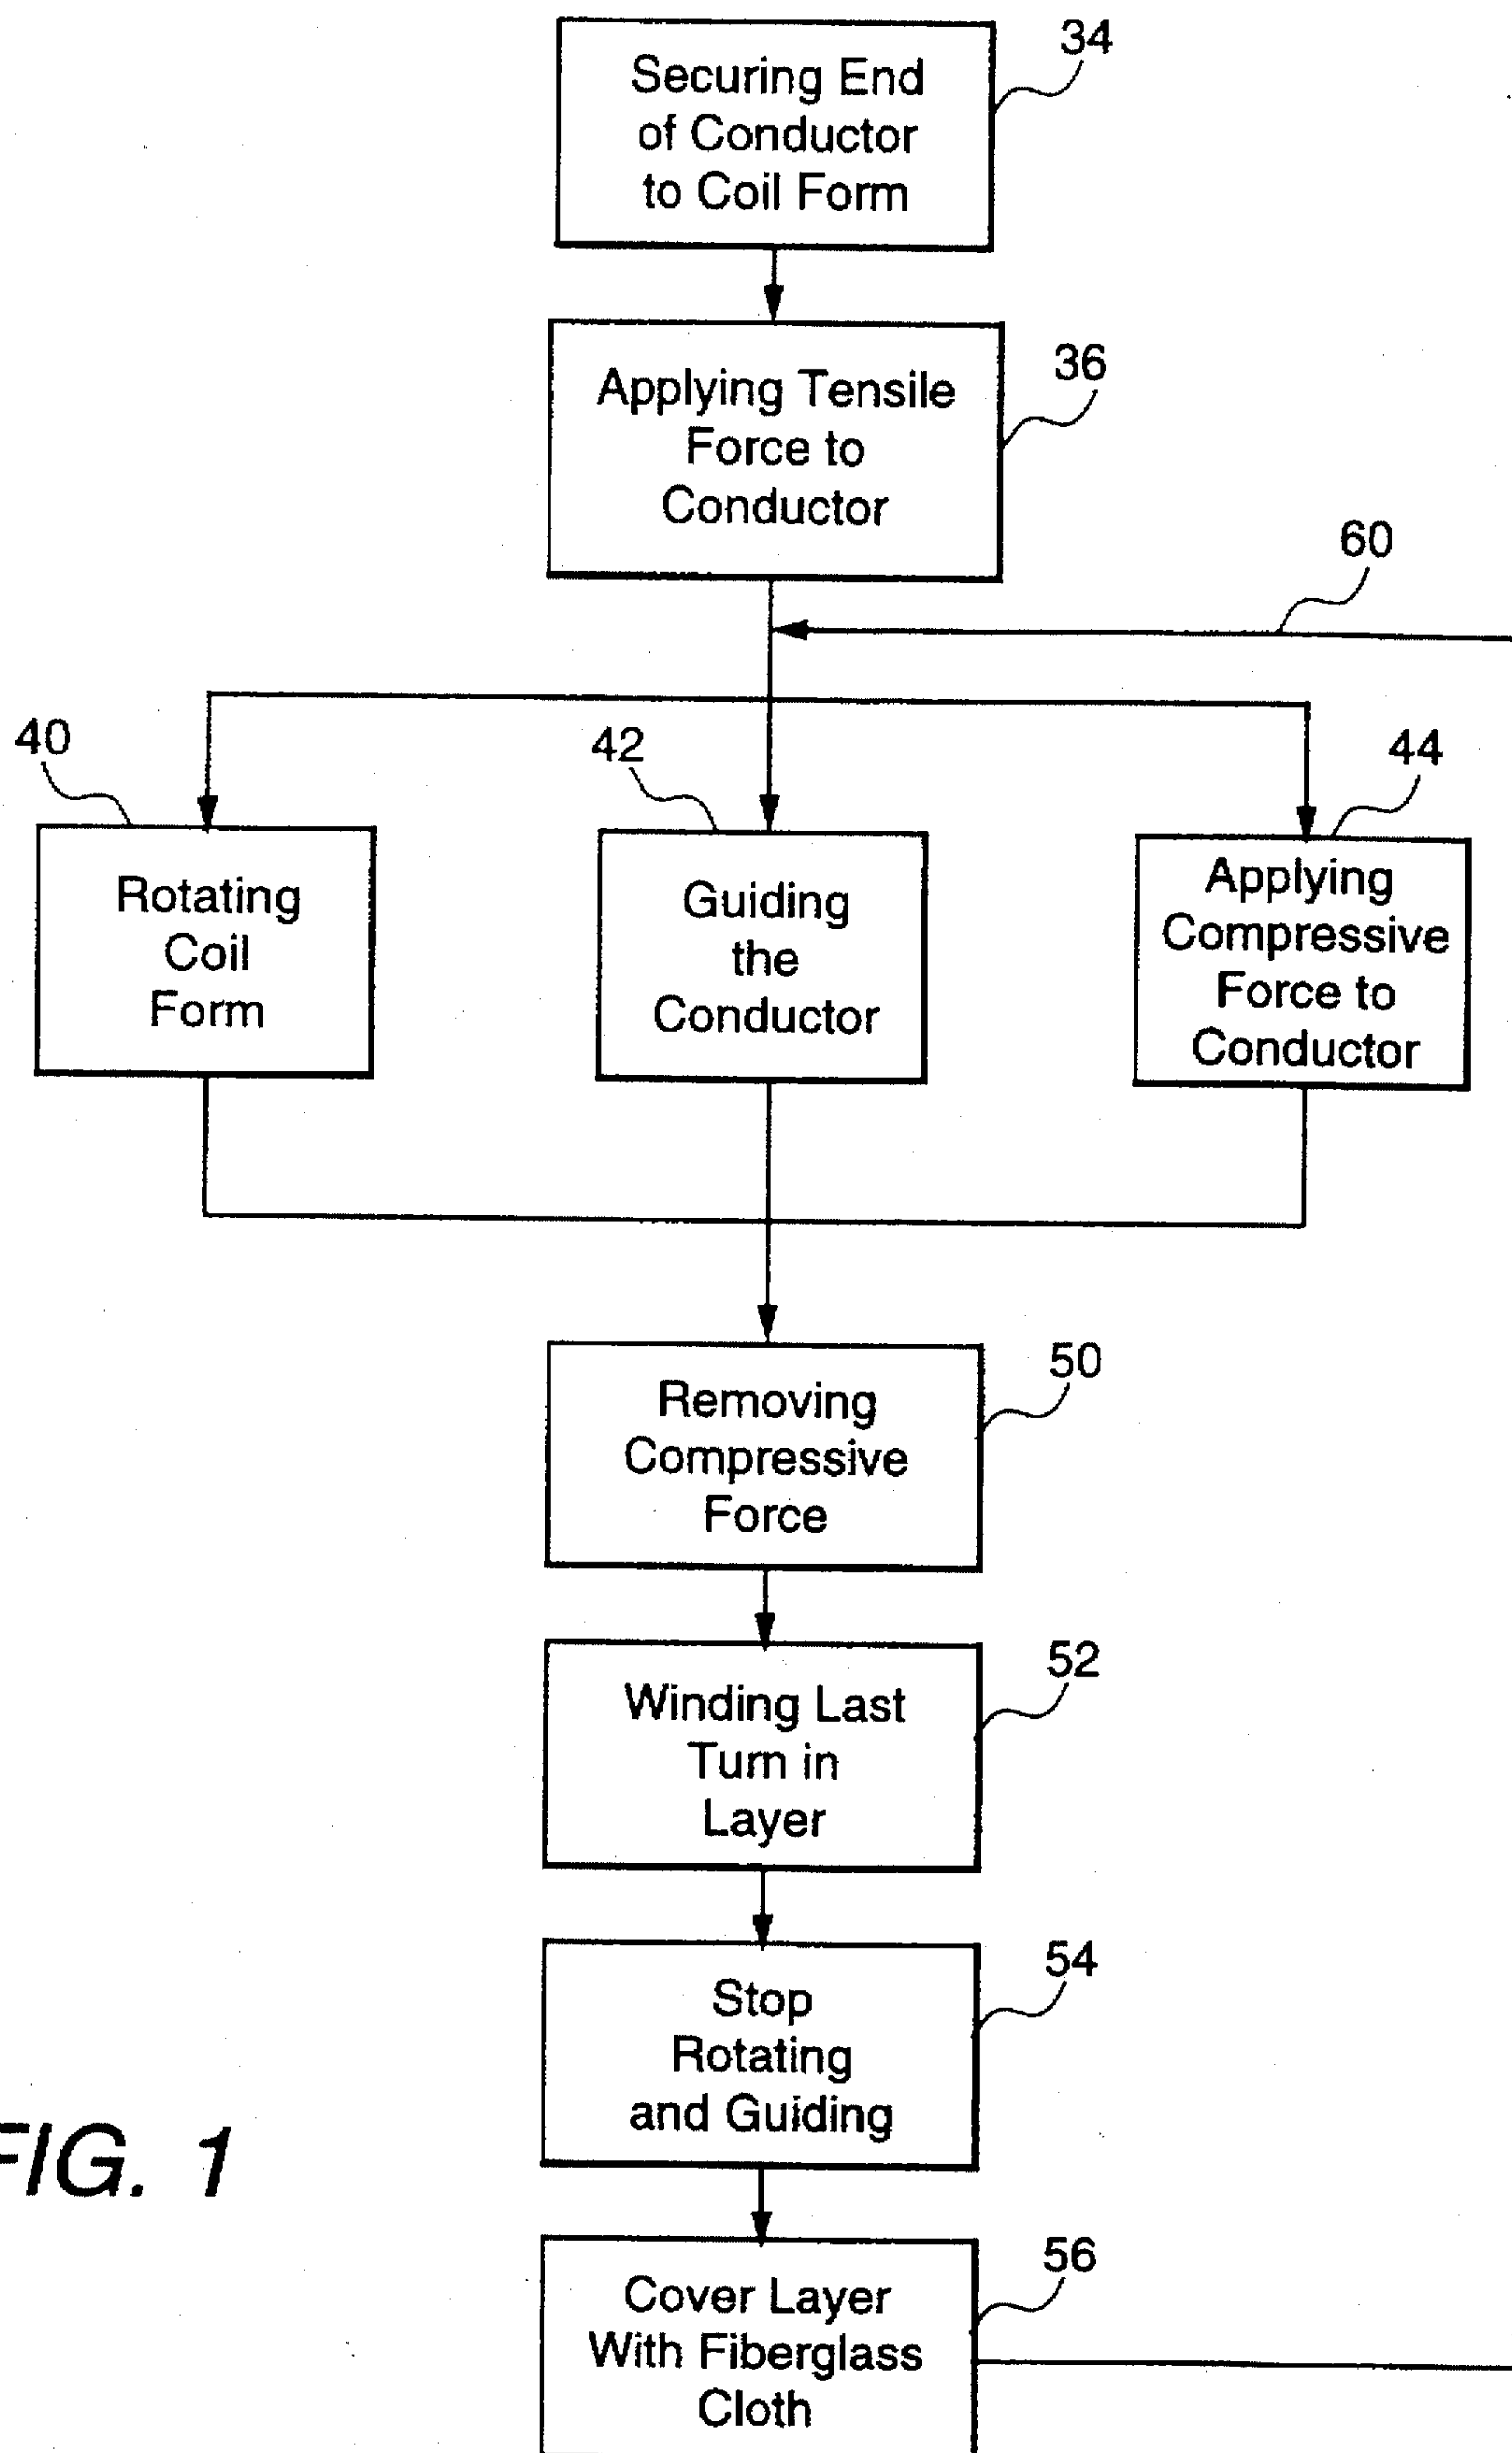 34
Securing End
of Conductor
to Coil Form
36
Applying Tensile
Force to
Conductor
60
40
42
44
Rotating
Coil
Form
Guiding
the
Conductor
Applying
Compressive
Force to
Conductor
50
Removing
Compressive
Force
52
Winding Last
Turn in
Layer
54
Stop
Rotating
and Guiding
FIG. 1
56
Cover Layer
With Fiberglass
Cloth